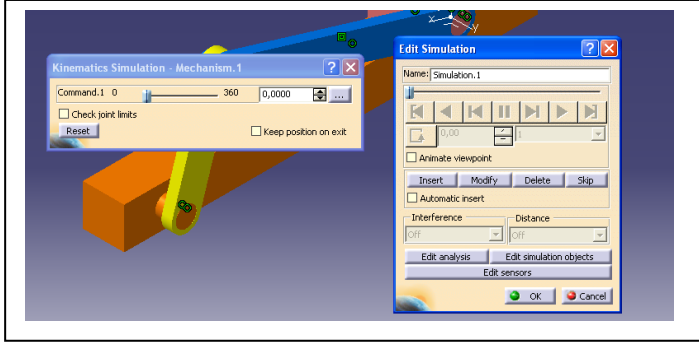 Kinematics Simulation - Mechanism.1
Command.1 0 360 0,0000 ...
Check joint limits
Reset Keep position on exit
x y
Edit Simulation
Name: Simulation.1
0,00 1
Animate viewpoint
Insert Modify Delete Skip
Automatic insert
Interference Distance
Off Off
Edit analysis Edit simulation objects
Edit sensors
OK Cancel